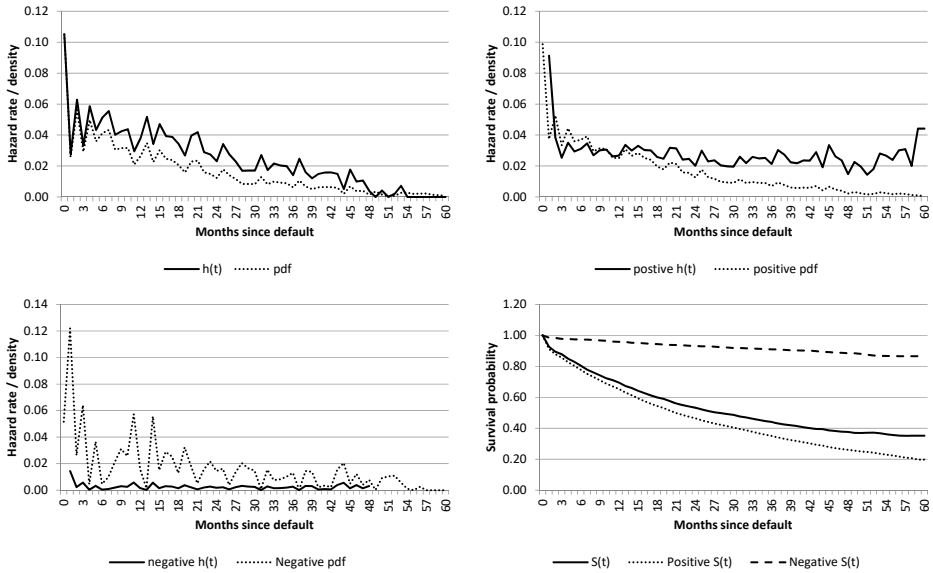 0.12
0.10
0.08
0.06
0.04
0.02
0.00
Hazard rate / density
0 3 6 9 12 15 18 21 24 27 30 33 36 39 42 45 48 51 54 57 60
Months since default
h(t) pdf
0.12
0.10
0.08
0.06
0.04
0.02
0.00
Hazard rate / density
0 3 6 9 12 15 18 21 24 27 30 33 36 39 42 45 48 51 54 57 60
Months since default
postive h(t) positive pdf
0.14
0.12
0.10
0.08
0.06
0.04
0.02
0.00
Hazard rate / density
0 3 6 9 12 15 18 21 24 27 30 33 36 39 42 45 48 51 54 57 60
Months since default
negative h(t) Negative pdf
1.20
1.00
0.80
0.60
0.40
0.20
0.00
Survival probability
0 3 6 9 12 15 18 21 24 27 30 33 36 39 42 45 48 51 54 57 60
Months since default
S(t) Positive S(t) Negative S(t)